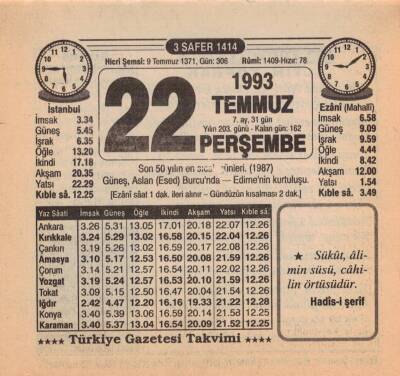 3 SAFER 1414
Hicri Şemsî: 9 Temmuz 1371, Gün: 306
Rûmî: 1409-Hızır: 78
22
1993
TEMMUZ
7. ay, 31 gün
Yılın 203. günü - Kalan gün: 162
PERŞEMBE
İstanbul
İmsak 3.34
Güneş 5.45
İşrak 6.35
Öğle 13.20
İkindi 17.18
Akşam 20.35
Yatsı 22.29
Kıble sâ. 12.25
Ezânî (Mahallî)
İmsak 6.58
Güneş 9.09
İşrak 9.59
Öğle 4.44
İkindi 8.42
Akşam 12.00
Yatsı 1.54
Kıble sâ. 3.49
Son 50 yılın en günleri. (1987)
Güneş, Aslan (Esed) Burcu'nda — Edirne'nin kurtuluşu.
[Ezânî sâat 1 dak. ileri alınır – Gündüzün kısalması 2 dak.]
Yaz Sâati İmsak Güneş Öğle İkindi Akşam Yatsı Kıble sâ.
Ankara 3.26 5.31 13.05 17.01 20.18 22.07 12.26
Kırıkkale 3.24 5.29 13.02 16.58 20.15 22.04 12.26
Çankırı 3.19 5.26 13.02 16.59 20.17 22.08 12.26
Amasya 3.10 5.17 12.53 16.50 20.08 21.59 12.26
Çorum 3.14 5.21 12.57 16.54 20.11 22.02 12.26
Yozgat 3.19 5.24 12.57 16.53 20.10 21.59 12.26
Tokat 3.09 5.15 12.50 16.47 20.04 21.54 12.26
Iğdır 2.42 4.47 12.20 16.16 19.33 21.22 12.28
Konya 3.40 5.39 13.06 16.59 20.14 21.58 12.25
Karaman 3.40 5.37 13.04 16.56 20.11 21.52 12.25
★ Sükût, âli-
min süsü, câhi-
lin örtüsüdür.
Hadis-i şerif
★★★★ Türkiye Gazetesi Takvimi ★★★★